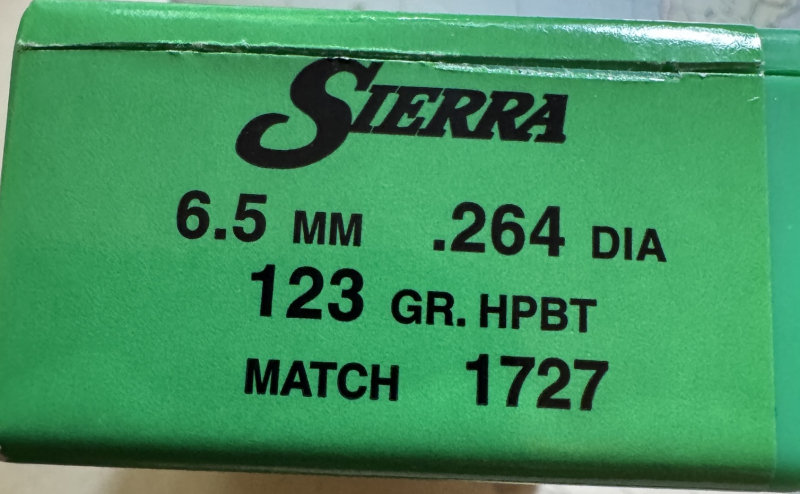 SIERRA
6.5 MM .264 DIA
123 GR. HPBT
MATCH 1727